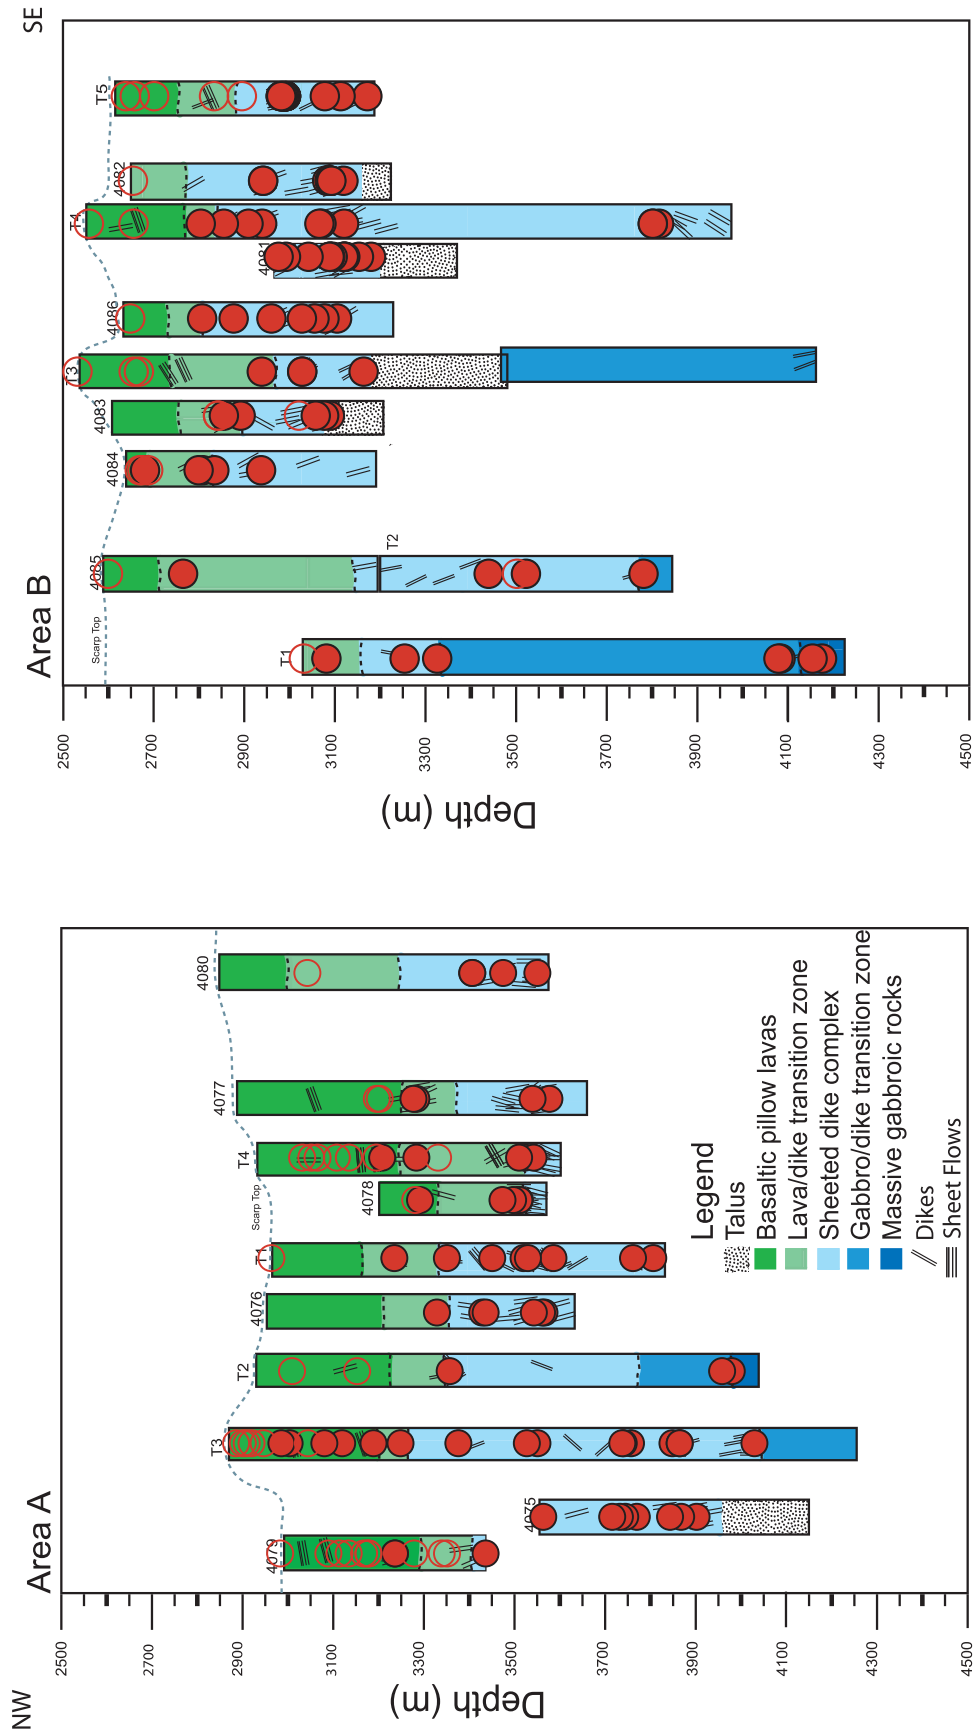 NW
SE
Area A
2500
2700
2900
3100
3300
3500
3700
3900
4100
4300
4500
Depth (m)
4079
4075
T3
T2
4076
T1
Scarp Top
4078
T4
4077
4080
Legend
Talus
Basaltic pillow lavas
Lava/dike transition zone
Sheeted dike complex
Gabbro/dike transition zone
Massive gabbroic rocks
Dikes
Sheet Flows
Area B
2500
2700
2900
3100
3300
3500
3700
3900
4100
4300
4500
Depth (m)
Scarp Top
T1
4085
T2
4084
4083
T3
4086
4081
T4
4082
T5